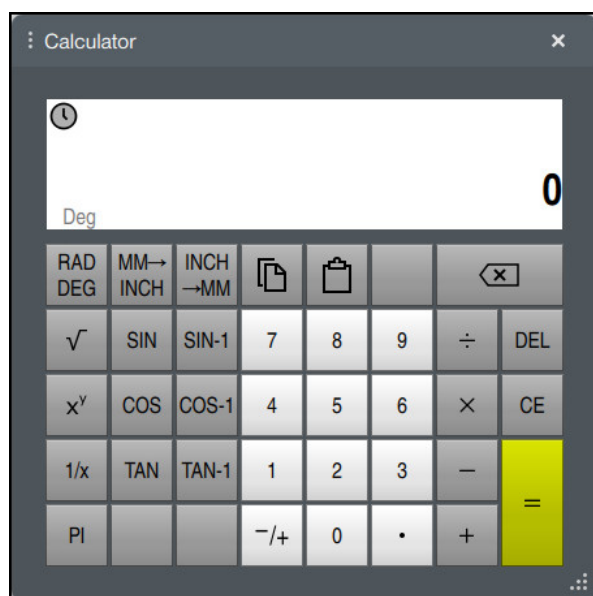 Calculator
0
Deg
RAD DEG MM→ INCH INCH →MM
√ SIN SIN-1 7 8 9 ÷ DEL
xʸ COS COS-1 4 5 6 × CE
1/x TAN TAN-1 1 2 3 −
PI −/+ 0 . + =